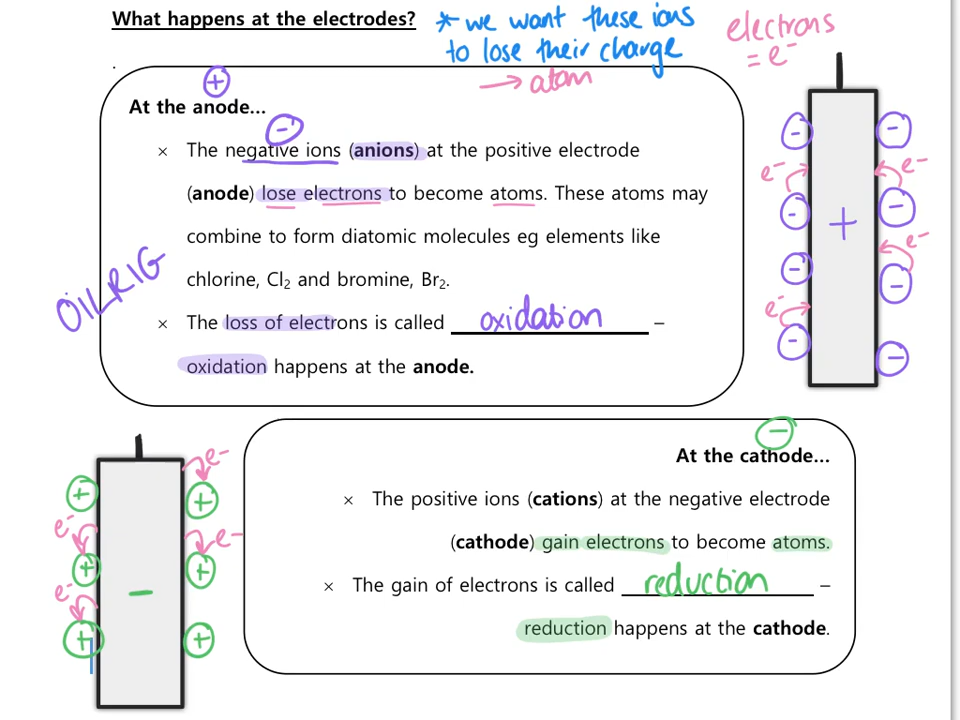 What happens at the electrodes?
* we want these ions
to lose their charge
→ atom
electrons
= e⁻
.
+
At the anode...
-
× The negative ions (anions) at the positive electrode
(anode) lose electrons to become atoms. These atoms may
combine to form diatomic molecules eg elements like
chlorine, Cl₂ and bromine, Br₂.
OILRIG
× The loss of electrons is called oxidation –
oxidation happens at the anode.
- -
e⁻ e⁻
- -
+
e⁻
- -
e⁻
- -
-
At the cathode...
× The positive ions (cations) at the negative electrode
(cathode) gain electrons to become atoms.
× The gain of electrons is called reduction –
reduction happens at the cathode.
e⁻
+ +
e⁻ e⁻
+ +
e⁻ -
+ +